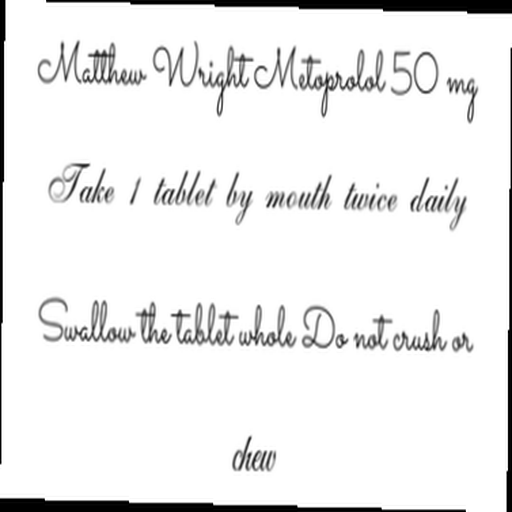 Matthew Wright Metoprolol 50 mg
Take 1 tablet by mouth twice daily
Swallow the tablet whole Do not crush or
chew